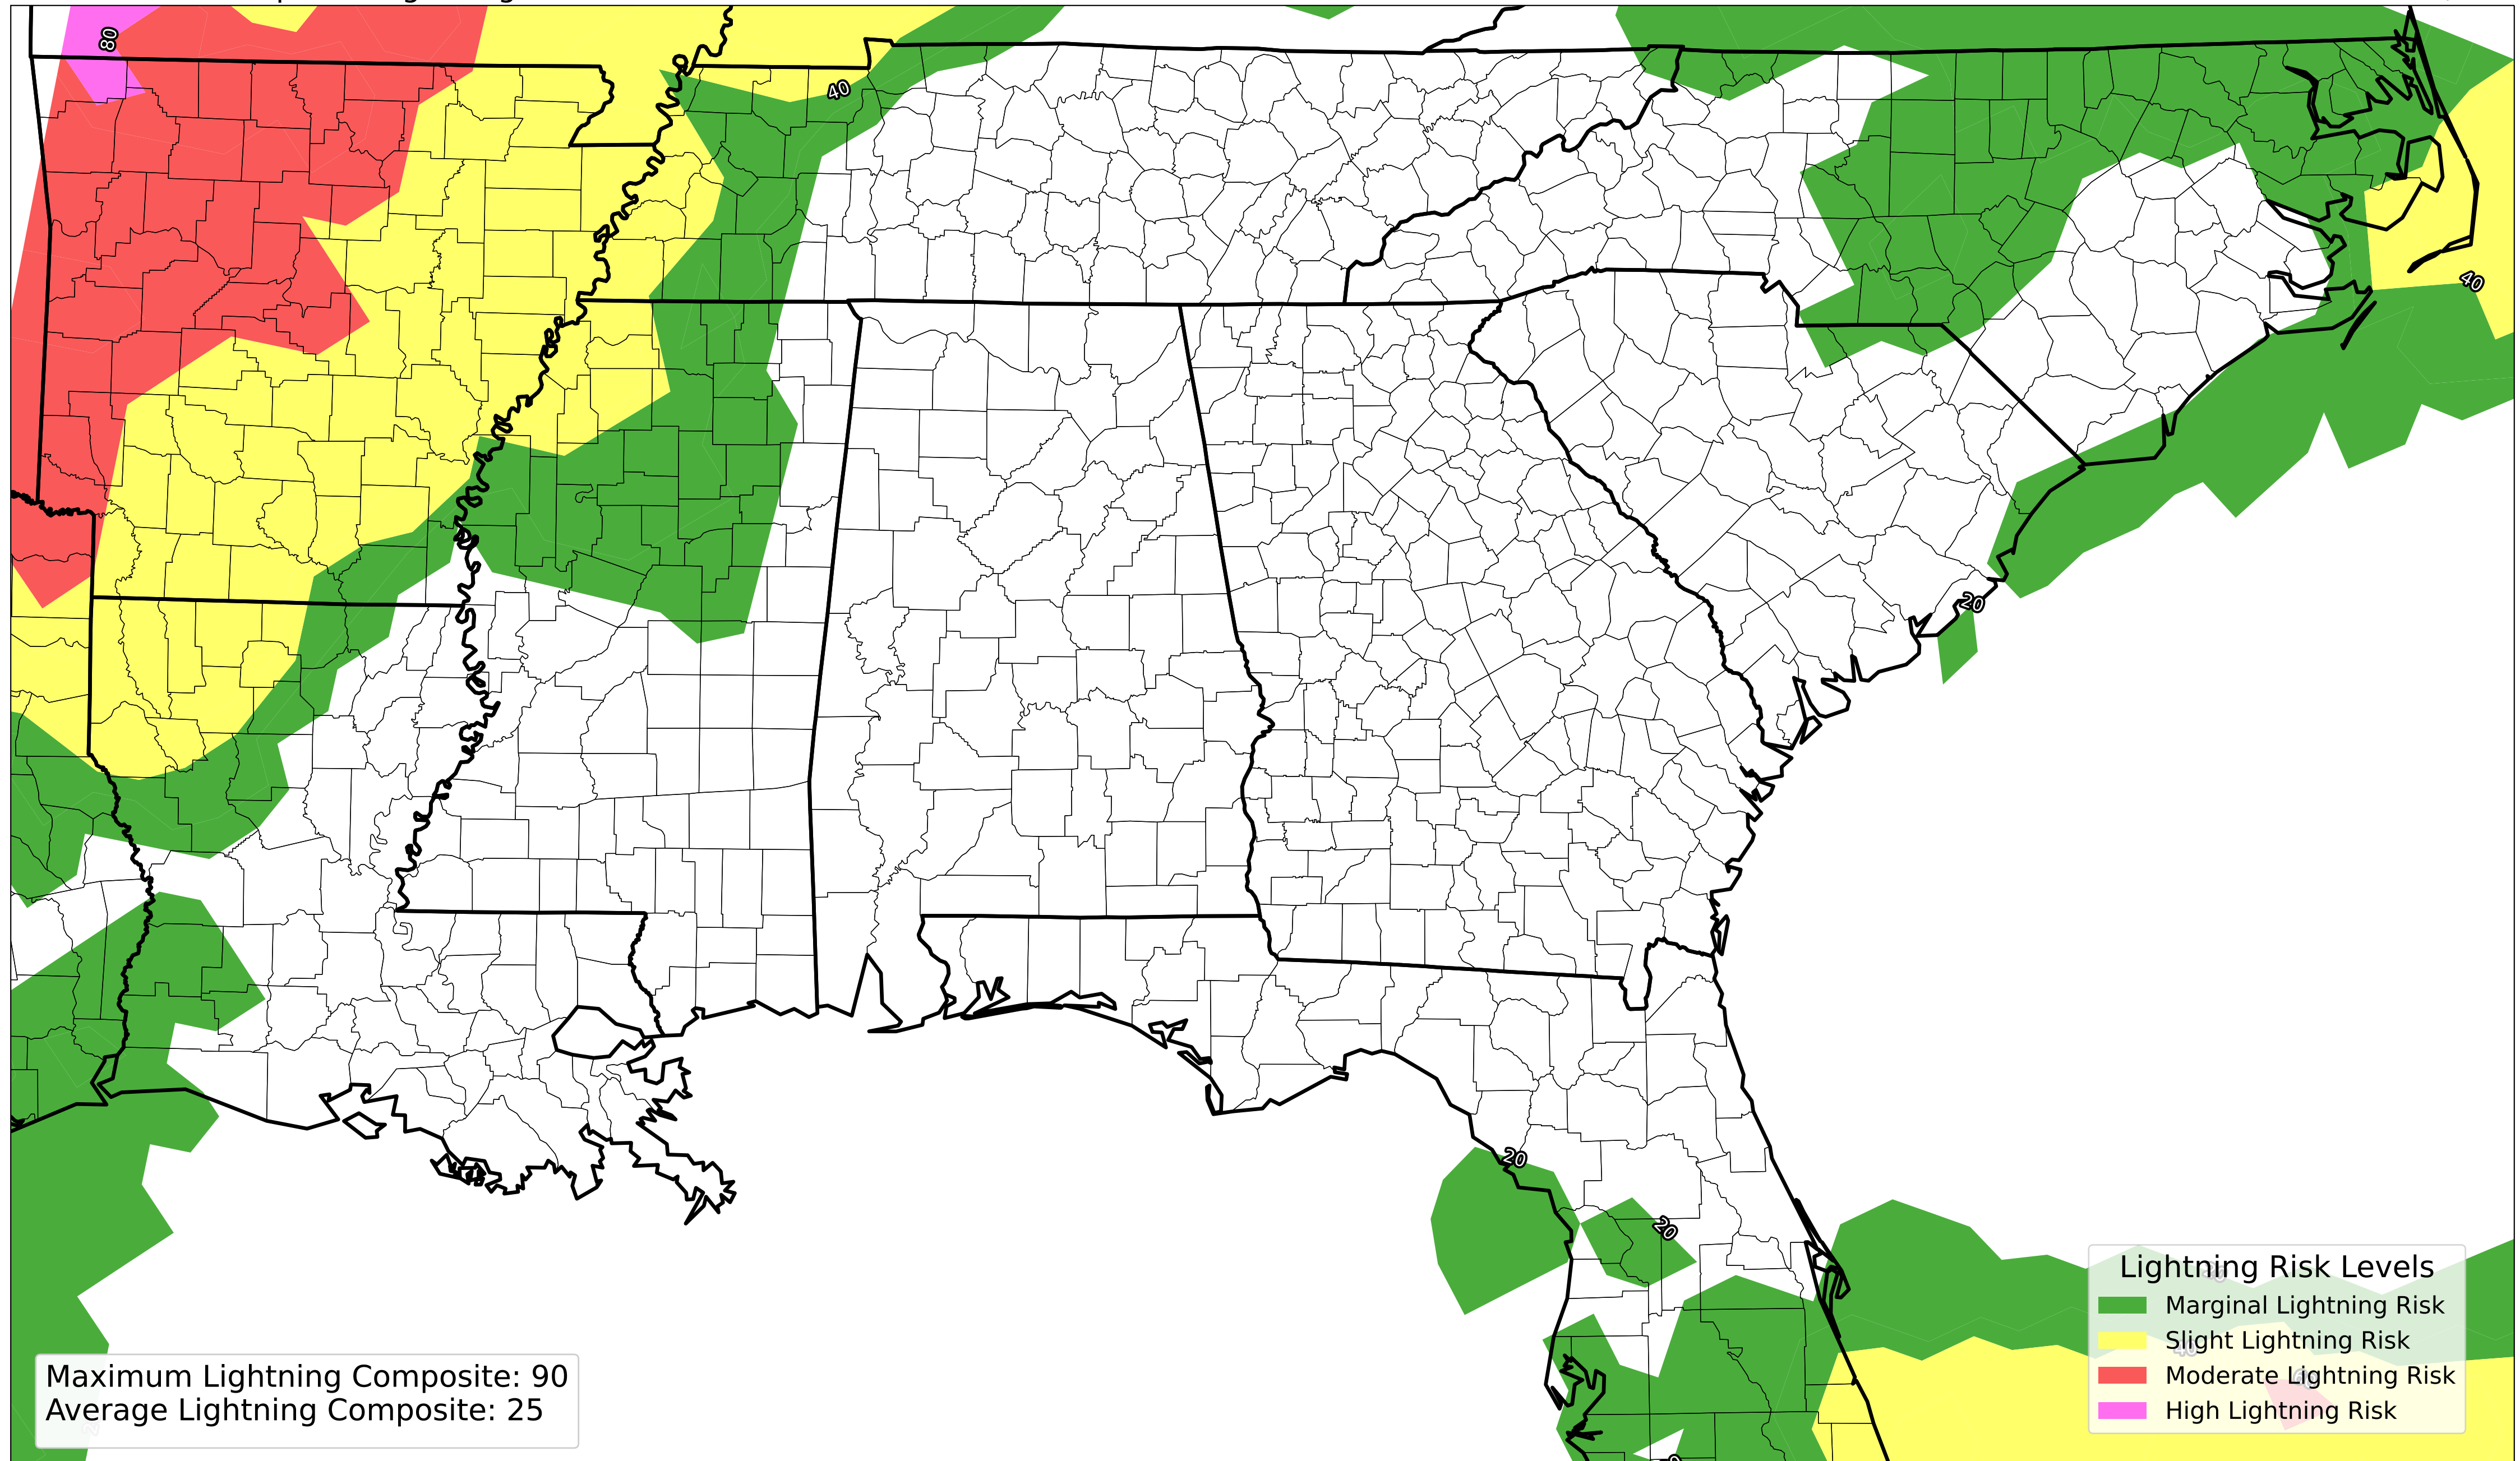 80
40
40
20
20
20
Lightning Risk Levels
Marginal Lightning Risk
Slight Lightning Risk
Moderate Lightning Risk
High Lightning Risk
Maximum Lightning Composite: 90
Average Lightning Composite: 25